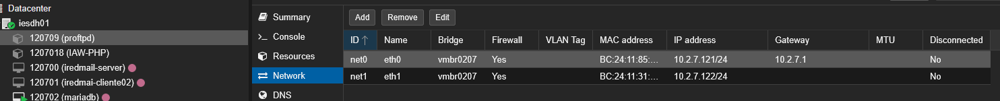 Datacenter
iesdh01
120709 (proftpd)
1207018 (IAW-PHP)
120700 (iredmail-server)
120701 (iredmai-cliente02)
120702 (mariadb)
Summary
Console
Resources
Network
DNS
Add Remove Edit
ID Name Bridge Firewall VLAN Tag MAC address IP address Gateway MTU Disconnected
net0 eth0 vmbr0207 Yes BC:24:11:85:... 10.2.7.121/24 10.2.7.1 No
net1 eth1 vmbr0207 Yes BC:24:11:31:... 10.2.7.122/24 No